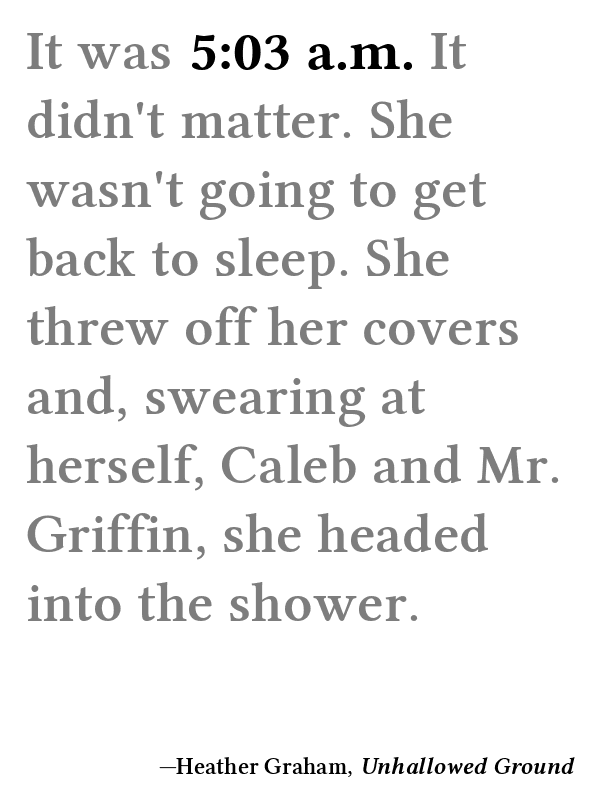 It was 5:03 a.m. It
didn't matter. She
wasn't going to get
back to sleep. She
threw off her covers
and, swearing at
herself, Caleb and Mr.
Griffin, she headed
into the shower.
—Heather Graham, Unhallowed Ground